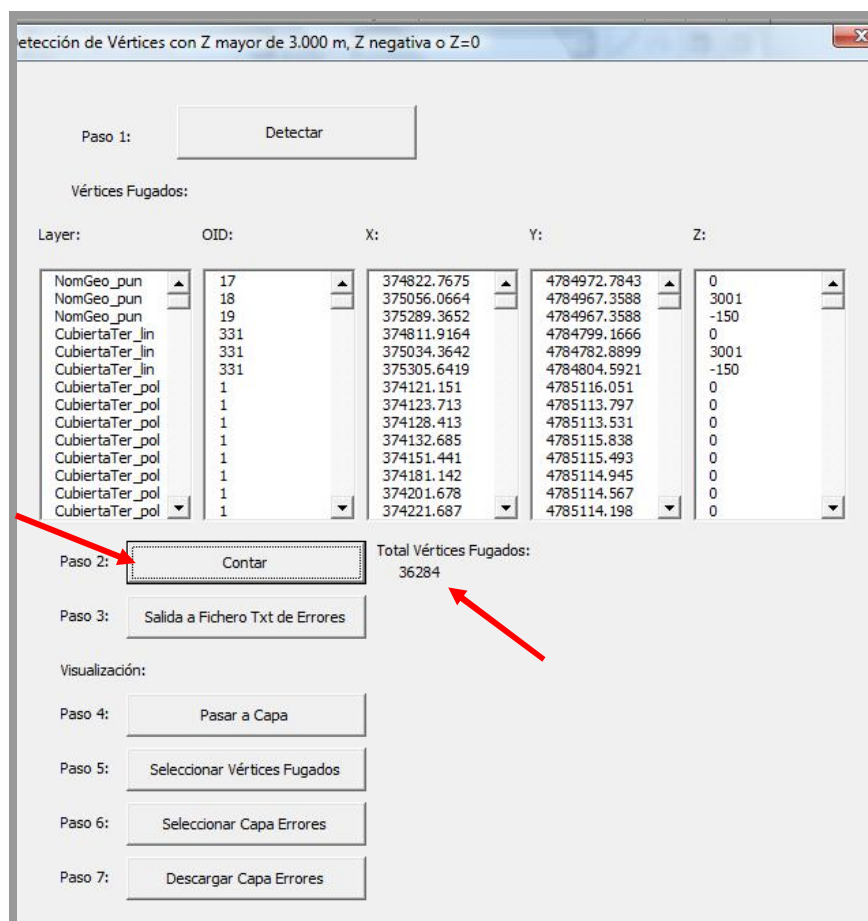 etección de Vértices con Z mayor de 3.000 m, Z negativa o Z=0
X
Paso 1:
Detectar
Vértices Fugados:
Layer: OID: X: Y: Z:
NomGeo_pun 17 374822.7675 4784972.7843 0
NomGeo_pun 18 375056.0664 4784967.3588 3001
NomGeo_pun 19 375289.3652 4784967.3588 -150
CubiertaTer_lin 331 374811.9164 4784799.1666 0
CubiertaTer_lin 331 375034.3642 4784782.8899 3001
CubiertaTer_lin 331 375305.6419 4784804.5921 -150
CubiertaTer_pol 1 374121.151 4785116.051 0
CubiertaTer_pol 1 374123.713 4785113.797 0
CubiertaTer_pol 1 374128.413 4785113.531 0
CubiertaTer_pol 1 374132.685 4785115.838 0
CubiertaTer_pol 1 374151.441 4785115.493 0
CubiertaTer_pol 1 374181.142 4785114.945 0
CubiertaTer_pol 1 374201.678 4785114.567 0
CubiertaTer_pol 1 374221.687 4785114.198 0
Paso 2: Contar Total Vértices Fugados:
36284
Paso 3: Salida a Fichero Txt de Errores
Visualización:
Paso 4: Pasar a Capa
Paso 5: Seleccionar Vértices Fugados
Paso 6: Seleccionar Capa Errores
Paso 7: Descargar Capa Errores